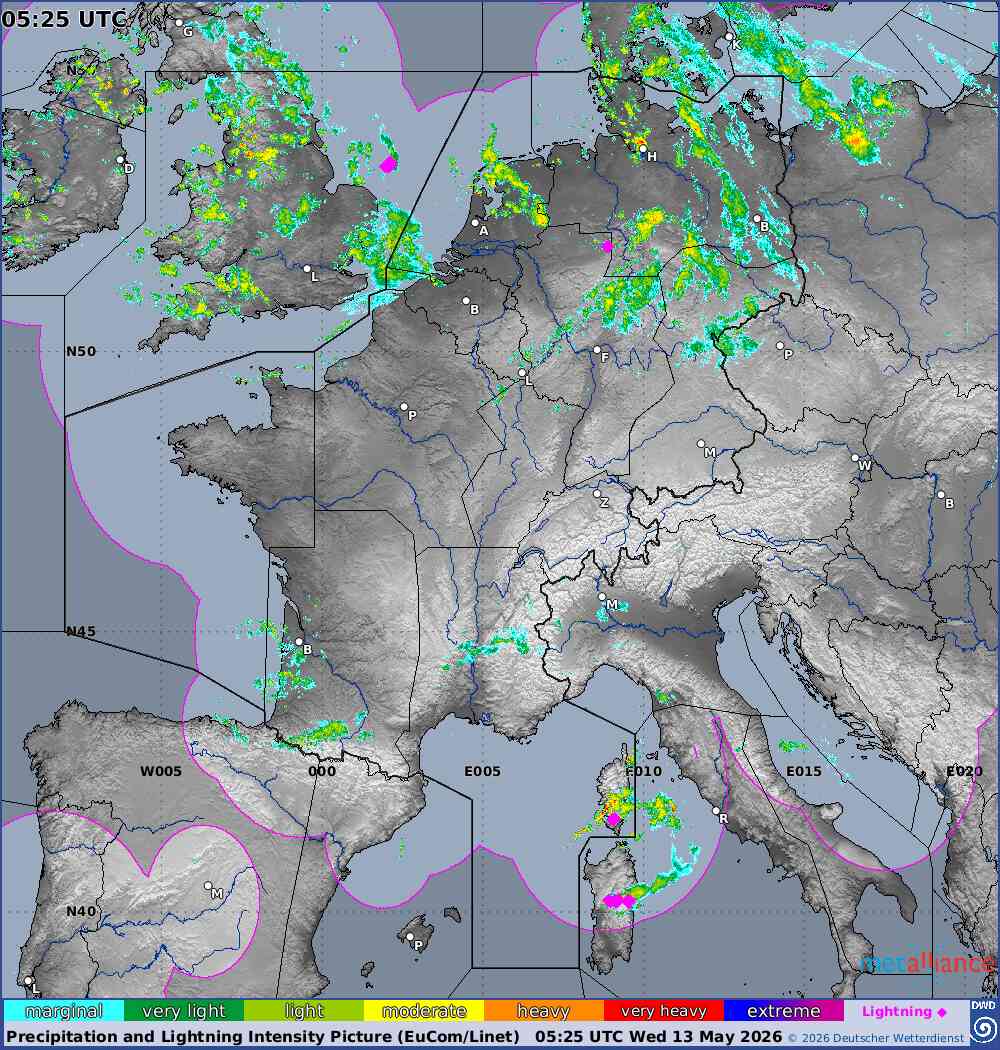 05:25 UTC
G
K
N55
D
H
A
B
L
B
N50
F
P
L
P
M
W
Z
B
M
N45
B
W005
000
E005
E010
E015
E020
R
M
N40
P
L
metalliance
marginal very light light moderate heavy very heavy extreme Lightning ◆
DWD
Precipitation and Lightning Intensity Picture (EuCom/Linet) 05:25 UTC Wed 13 May 2026 © 2026 Deutscher Wetterdienst